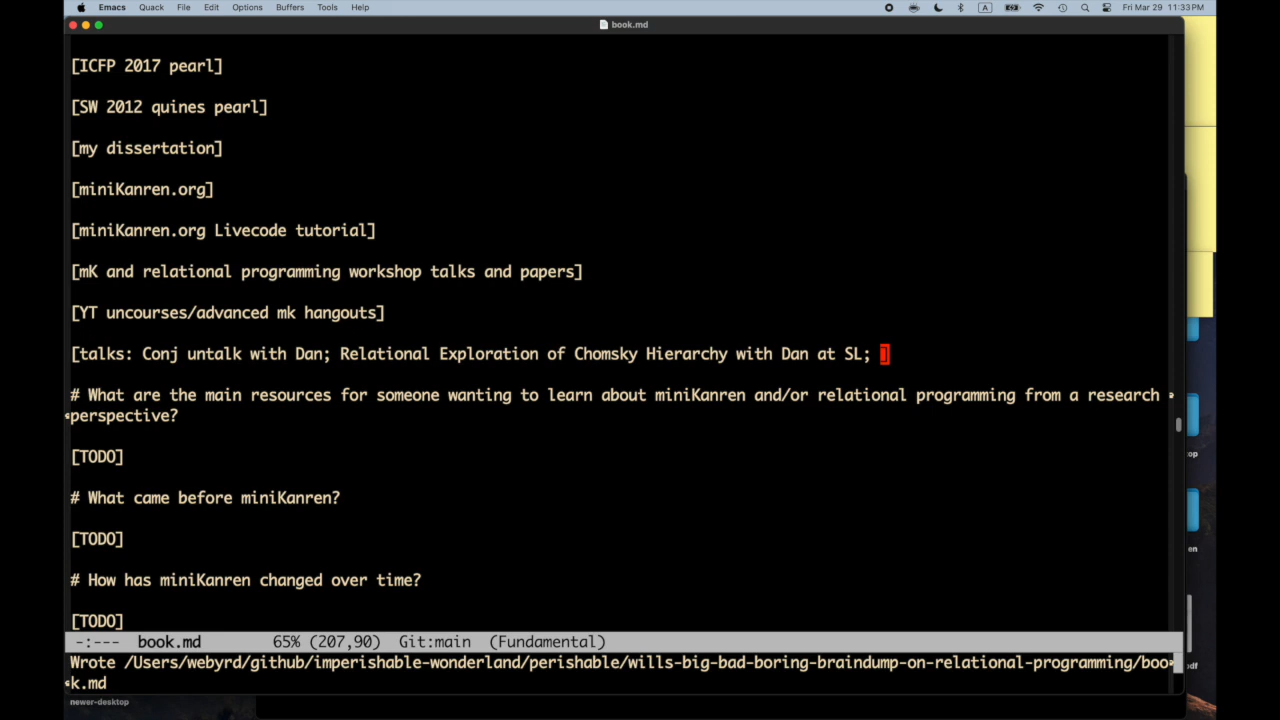 Emacs Quack File Edit Options Buffers Tools Help A Fri Mar 29 11:33 PM
book.md
[ICFP 2017 pearl]
[SW 2012 quines pearl]
[my dissertation]
[miniKanren.org]
[miniKanren.org Livecode tutorial]
[mK and relational programming workshop talks and papers]
[YT uncourses/advanced mk hangouts]
[talks: Conj untalk with Dan; Relational Exploration of Chomsky Hierarchy with Dan at SL; ]
# What are the main resources for someone wanting to learn about miniKanren and/or relational programming from a research
perspective?
[TODO]
# What came before miniKanren?
[TODO]
# How has miniKanren changed over time?
[TODO]
-:--- book.md 65% (207,90) Git:main (Fundamental)
Wrote /Users/webyrd/github/imperishable-wonderland/perishable/wills-big-bad-boring-braindump-on-relational-programming/boo
k.md
newer-desktop
op
en
pdf